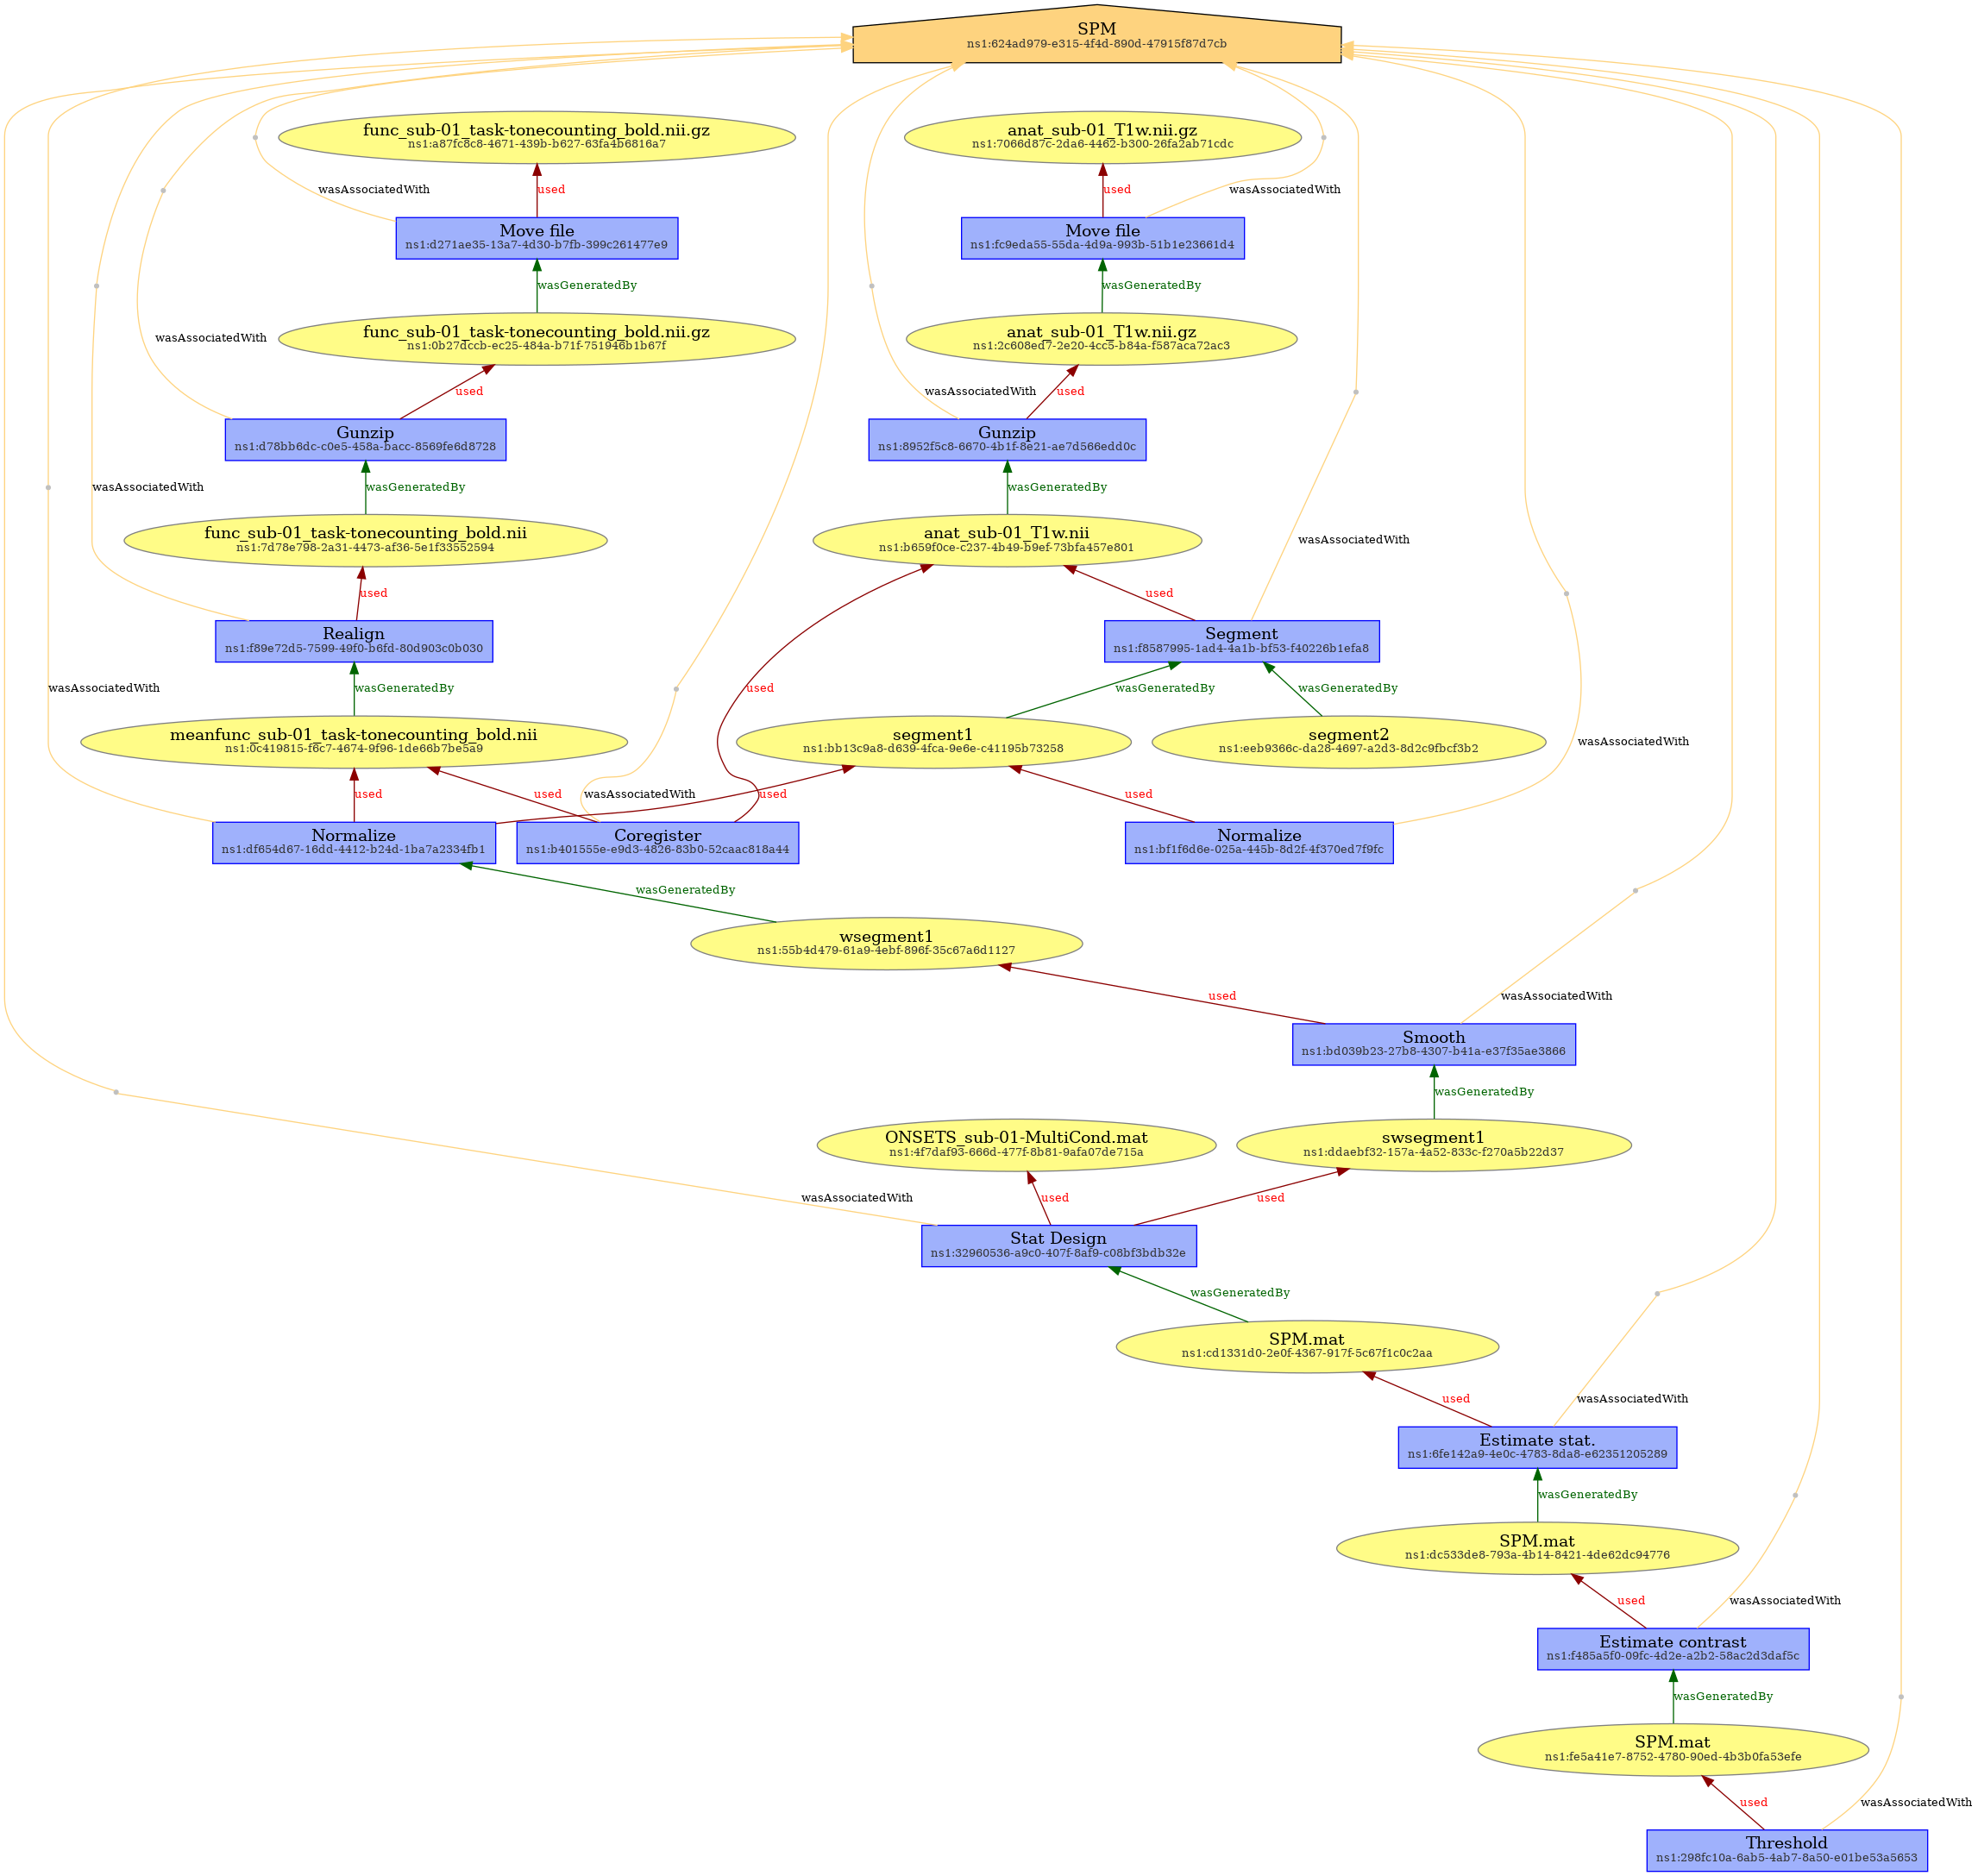 SPM
ns1:624ad979-e315-4f4d-890d-47915f87d7cb
func_sub-01_task-tonecounting_bold.nii.gz
ns1:a87fc8c8-4671-439b-b627-63fa4b6816a7
anat_sub-01_T1w.nii.gz
ns1:7066d87c-2da6-4462-b300-26fa2ab71cdc
wasAssociatedWith
used
used
wasAssociatedWith
Move file
ns1:d271ae35-13a7-4d30-b7fb-399c261477e9
Move file
ns1:fc9eda55-55da-4d9a-993b-51b1e23661d4
wasGeneratedBy
wasGeneratedBy
wasAssociatedWith
func_sub-01_task-tonecounting_bold.nii.gz
ns1:0b27dccb-ec25-484a-b71f-751946b1b67f
anat_sub-01_T1w.nii.gz
ns1:2c608ed7-2e20-4cc5-b84a-f587aca72ac3
used
wasAssociatedWith
used
Gunzip
ns1:d78bb6dc-c0e5-458a-bacc-8569fe6d8728
Gunzip
ns1:8952f5c8-6670-4b1f-8e21-ae7d566edd0c
wasAssociatedWith
wasGeneratedBy
wasGeneratedBy
func_sub-01_task-tonecounting_bold.nii
ns1:7d78e798-2a31-4473-af36-5e1f33552594
anat_sub-01_T1w.nii
ns1:b659f0ce-c237-4b49-b9ef-73bfa457e801
wasAssociatedWith
used
used
Realign
ns1:f89e72d5-7599-49f0-b6fd-80d903c0b030
Segment
ns1:f8587995-1ad4-4a1b-bf53-f40226b1efa8
wasAssociatedWith
wasGeneratedBy
used
wasGeneratedBy
wasGeneratedBy
meanfunc_sub-01_task-tonecounting_bold.nii
ns1:0c419815-f6c7-4674-9f96-1de66b7be5a9
segment1
ns1:bb13c9a8-d639-4fca-9e6e-c41195b73258
segment2
ns1:eeb9366c-da28-4697-a2d3-8d2c9fbcf3b2
wasAssociatedWith
used
used
wasAssociatedWith
used
used
Normalize
ns1:df654d67-16dd-4412-b24d-1ba7a2334fb1
Coregister
ns1:b401555e-e9d3-4826-83b0-52caac818a44
Normalize
ns1:bf1f6d6e-025a-445b-8d2f-4f370ed7f9fc
wasGeneratedBy
wsegment1
ns1:55b4d479-61a9-4ebf-896f-35c67a6d1127
used
wasAssociatedWith
Smooth
ns1:bd039b23-27b8-4307-b41a-e37f35ae3866
wasGeneratedBy
ONSETS_sub-01-MultiCond.mat
ns1:4f7daf93-666d-477f-8b81-9afa07de715a
swsegment1
ns1:ddaebf32-157a-4a52-833c-f270a5b22d37
wasAssociatedWith
used
used
Stat Design
ns1:32960536-a9c0-407f-8af9-c08bf3bdb32e
wasGeneratedBy
SPM.mat
ns1:cd1331d0-2e0f-4367-917f-5c67f1c0c2aa
used
wasAssociatedWith
Estimate stat.
ns1:6fe142a9-4e0c-4783-8da8-e62351205289
wasGeneratedBy
SPM.mat
ns1:dc533de8-793a-4b14-8421-4de62dc94776
used
wasAssociatedWith
Estimate contrast
ns1:f485a5f0-09fc-4d2e-a2b2-58ac2d3daf5c
wasGeneratedBy
SPM.mat
ns1:fe5a41e7-8752-4780-90ed-4b3b0fa53efe
used
wasAssociatedWith
Threshold
ns1:298fc10a-6ab5-4ab7-8a50-e01be53a5653